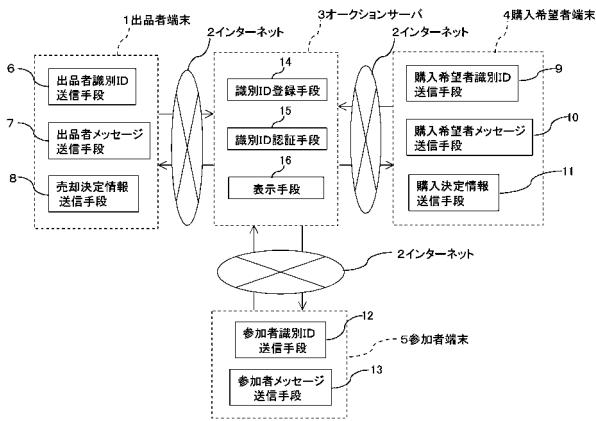 1出品者端末
6
出品者識別ID
送信手段
7
出品者メッセージ
送信手段
8
売却決定情報
送信手段
2インターネット
3オークションサーバ
14
識別ID登録手段
15
識別ID認証手段
16
表示手段
2インターネット
4購入希望者端末
購入希望者識別ID
送信手段
9
購入希望者メッセージ
送信手段
10
購入決定情報
送信手段
11
2インターネット
12
参加者識別ID
送信手段
5参加者端末
参加者メッセージ
送信手段
13